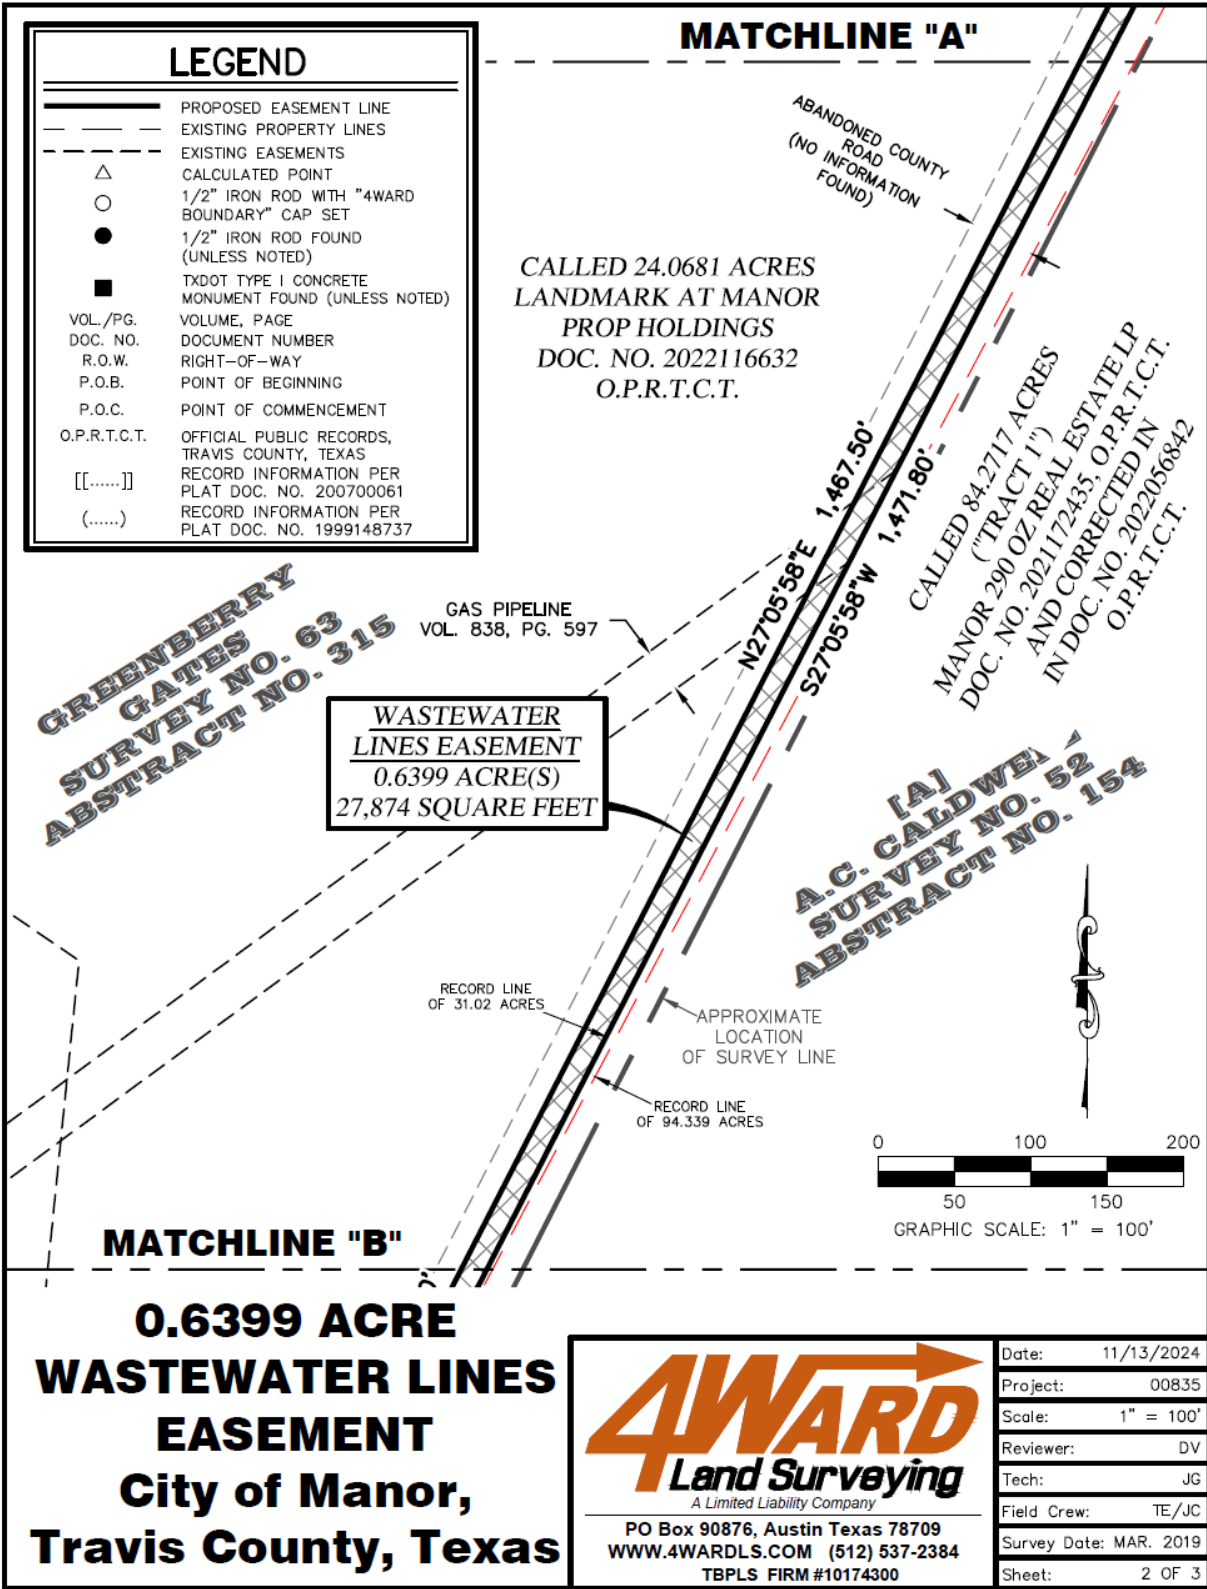 LEGEND
PROPOSED EASEMENT LINE
EXISTING PROPERTY LINES
EXISTING EASEMENTS
CALCULATED POINT
1/2" IRON ROD WITH "4WARD
BOUNDARY" CAP SET
1/2" IRON ROD FOUND
(UNLESS NOTED)
TXDOT TYPE I CONCRETE
MONUMENT FOUND (UNLESS NOTED)
VOL./PG. VOLUME, PAGE
DOC. NO. DOCUMENT NUMBER
R.O.W. RIGHT-OF-WAY
P.O.B. POINT OF BEGINNING
P.O.C. POINT OF COMMENCEMENT
O.P.R.T.C.T. OFFICIAL PUBLIC RECORDS,
TRAVIS COUNTY, TEXAS
[[......]] RECORD INFORMATION PER
PLAT DOC. NO. 200700061
(......) RECORD INFORMATION PER
PLAT DOC. NO. 1999148737
MATCHLINE "A"
ABANDONED COUNTY
ROAD
(NO INFORMATION
FOUND)
CALLED 24.0681 ACRES
LANDMARK AT MANOR
PROP HOLDINGS
DOC. NO. 2022116632
O.P.R.T.C.T.
CALLED 84.2717 ACRES
("TRACT 1")
MANOR 290 OZ REAL ESTATE LP
DOC. NO. 2021172435, O.P.R.T.C.T.
AND CORRECTED IN
IN DOC. NO. 2022056842
O.P.R.T.C.T.
N27°05'58"E 1,467.50'
S27°05'58"W 1,471.80'
GREENBERRY
GATES
SURVEY NO. 63
ABSTRACT NO. 315
GAS PIPELINE
VOL. 838, PG. 597
WASTEWATER
LINES EASEMENT
0.6399 ACRE(S)
27,874 SQUARE FEET
[A]
A.C. CALDWEL
SURVEY NO. 52
ABSTRACT NO. 154
RECORD LINE
OF 31.02 ACRES
APPROXIMATE
LOCATION
OF SURVEY LINE
RECORD LINE
OF 94.339 ACRES
0 100 200
50 150
GRAPHIC SCALE: 1" = 100'
MATCHLINE "B"
0.6399 ACRE
WASTEWATER LINES
EASEMENT
City of Manor,
Travis County, Texas
4WARD
Land Surveying
A Limited Liability Company
PO Box 90876, Austin Texas 78709
WWW.4WARDLS.COM (512) 537-2384
TBPLS FIRM #10174300
Date: 11/13/2024
Project: 00835
Scale: 1" = 100'
Reviewer: DV
Tech: JG
Field Crew: TE/JC
Survey Date: MAR. 2019
Sheet: 2 OF 3